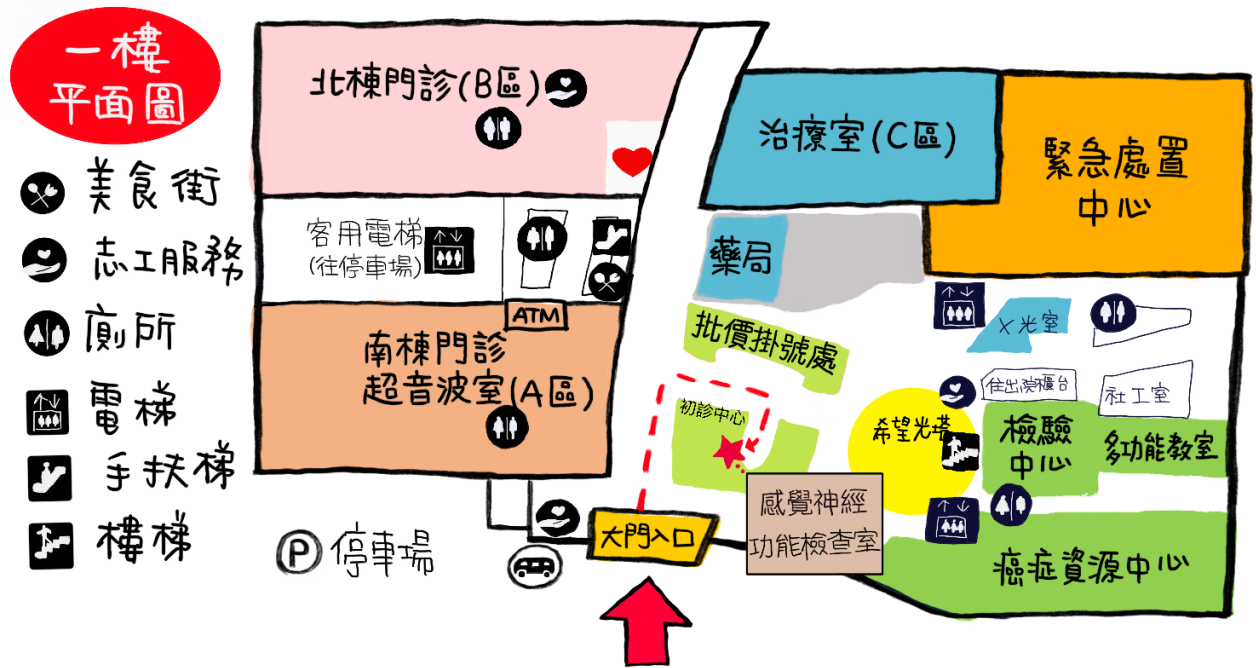 一樓
平面圖
美食街
志工服務
廁所
電梯
手扶梯
樓梯
北棟門診(B區)
客用電梯
(往停車場)
ATM
南棟門診
超音波室(A區)
治療室(C區)
緊急處置
中心
藥局
批價掛號處
初診中心
X光室
住出院櫃台
社工室
希望光塔
檢驗
中心
多功能教室
感覺神經
功能檢查室
癌症資源中心
大門入口
P 停車場